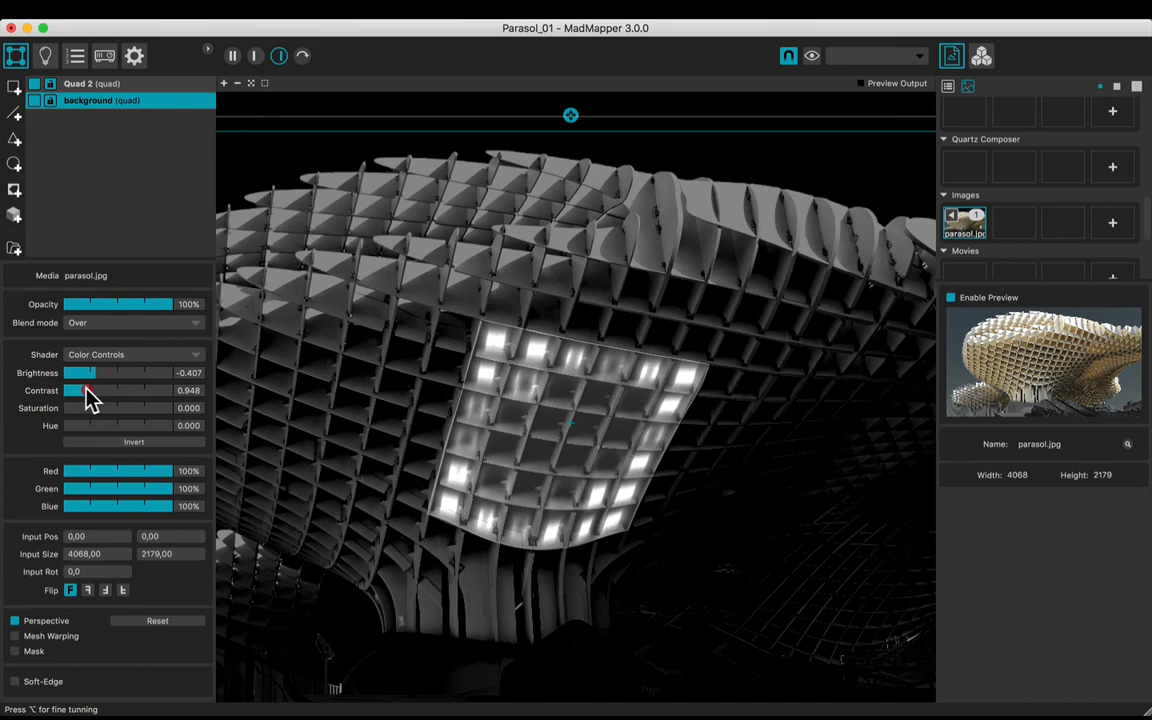 Parasol_01 - MadMapper 3.0.0
Quad 2 (quad)
background (quad)
Preview Output
Quartz Composer
Images
1
parasol.jpg
Movies
Media parasol.jpg
Opacity 100%
Blend mode Over
Shader Color Controls
Brightness -0.407
Contrast 0.948
Saturation 0.000
Hue 0.000
Invert
Red 100%
Green 100%
Blue 100%
Input Pos 0,00 0,00
Input Size 4068,00 2179,00
Input Rot 0,0
Flip F F F F
Perspective Reset
Mesh Warping
Mask
Soft-Edge
Enable Preview
Name: parasol.jpg
Width: 4068 Height: 2179
Press ⌥ for fine tunning